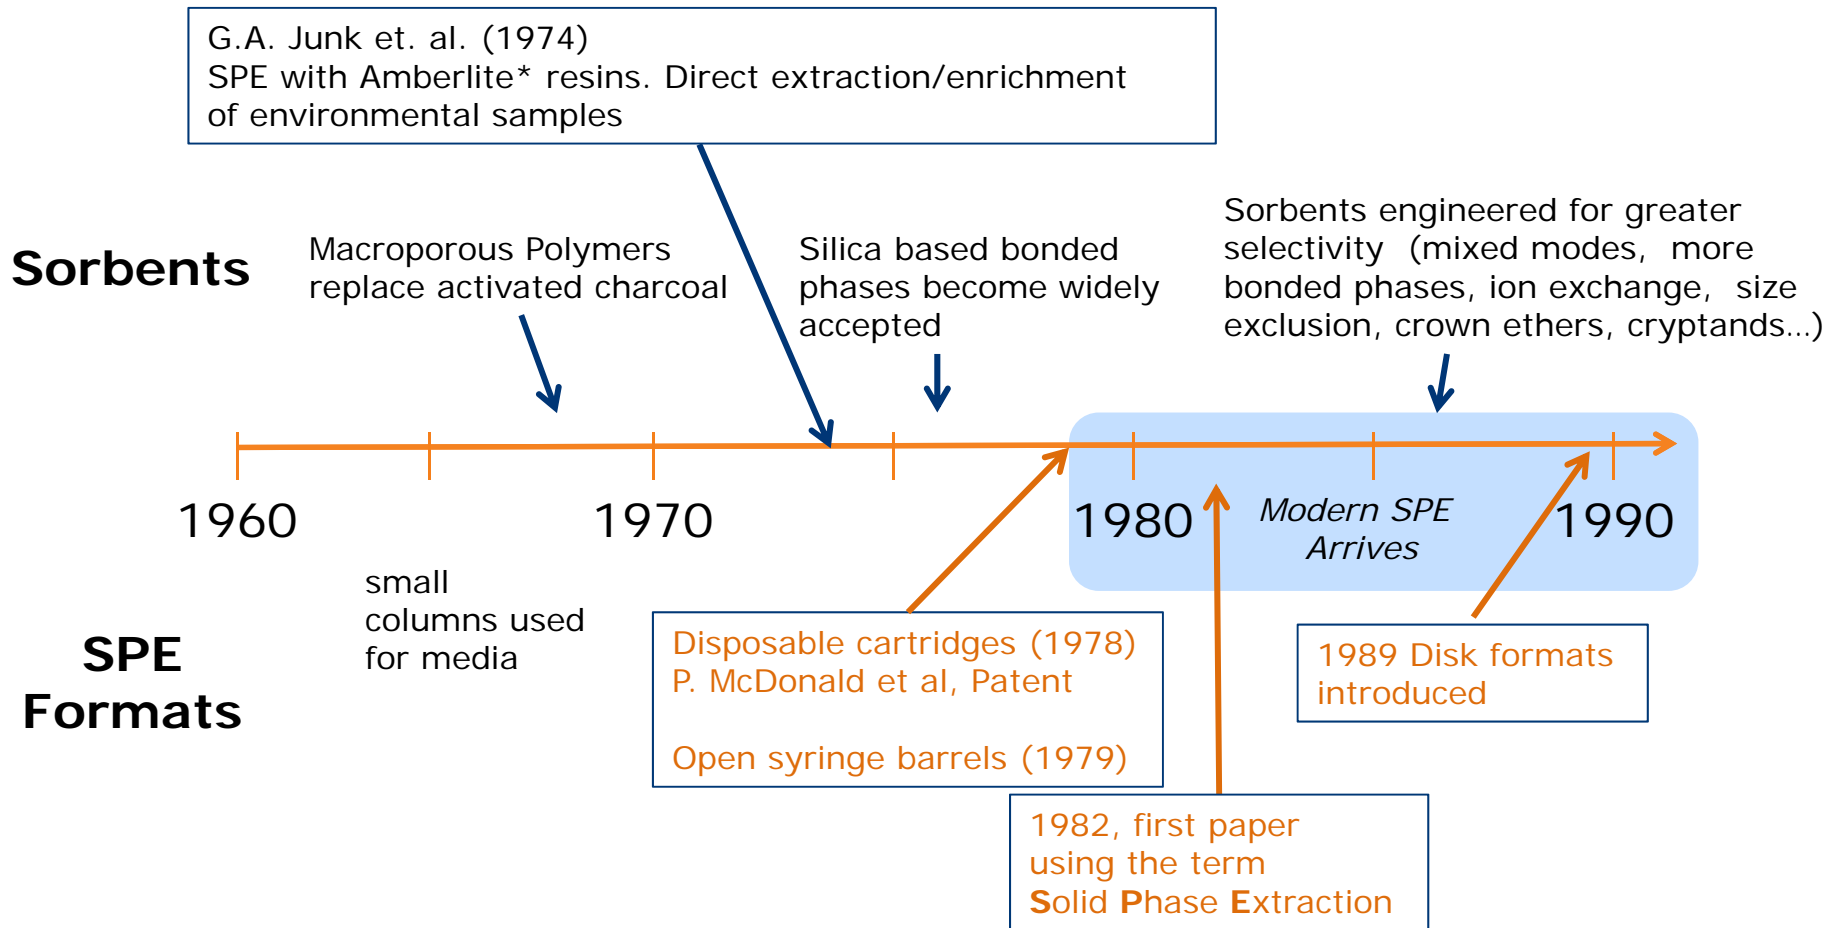 G.A. Junk et. al. (1974)
SPE with Amberlite* resins. Direct extraction/enrichment
of environmental samples
Sorbents
Macroporous Polymers
replace activated charcoal
Silica based bonded
phases become widely
accepted
Sorbents engineered for greater
selectivity (mixed modes, more
bonded phases, ion exchange, size
exclusion, crown ethers, cryptands...)
1960
1970
1980
Modern SPE
Arrives
1990
SPE
Formats
small
columns used
for media
Disposable cartridges (1978)
P. McDonald et al, Patent
Open syringe barrels (1979)
1982, first paper
using the term
Solid Phase Extraction
1989 Disk formats
introduced